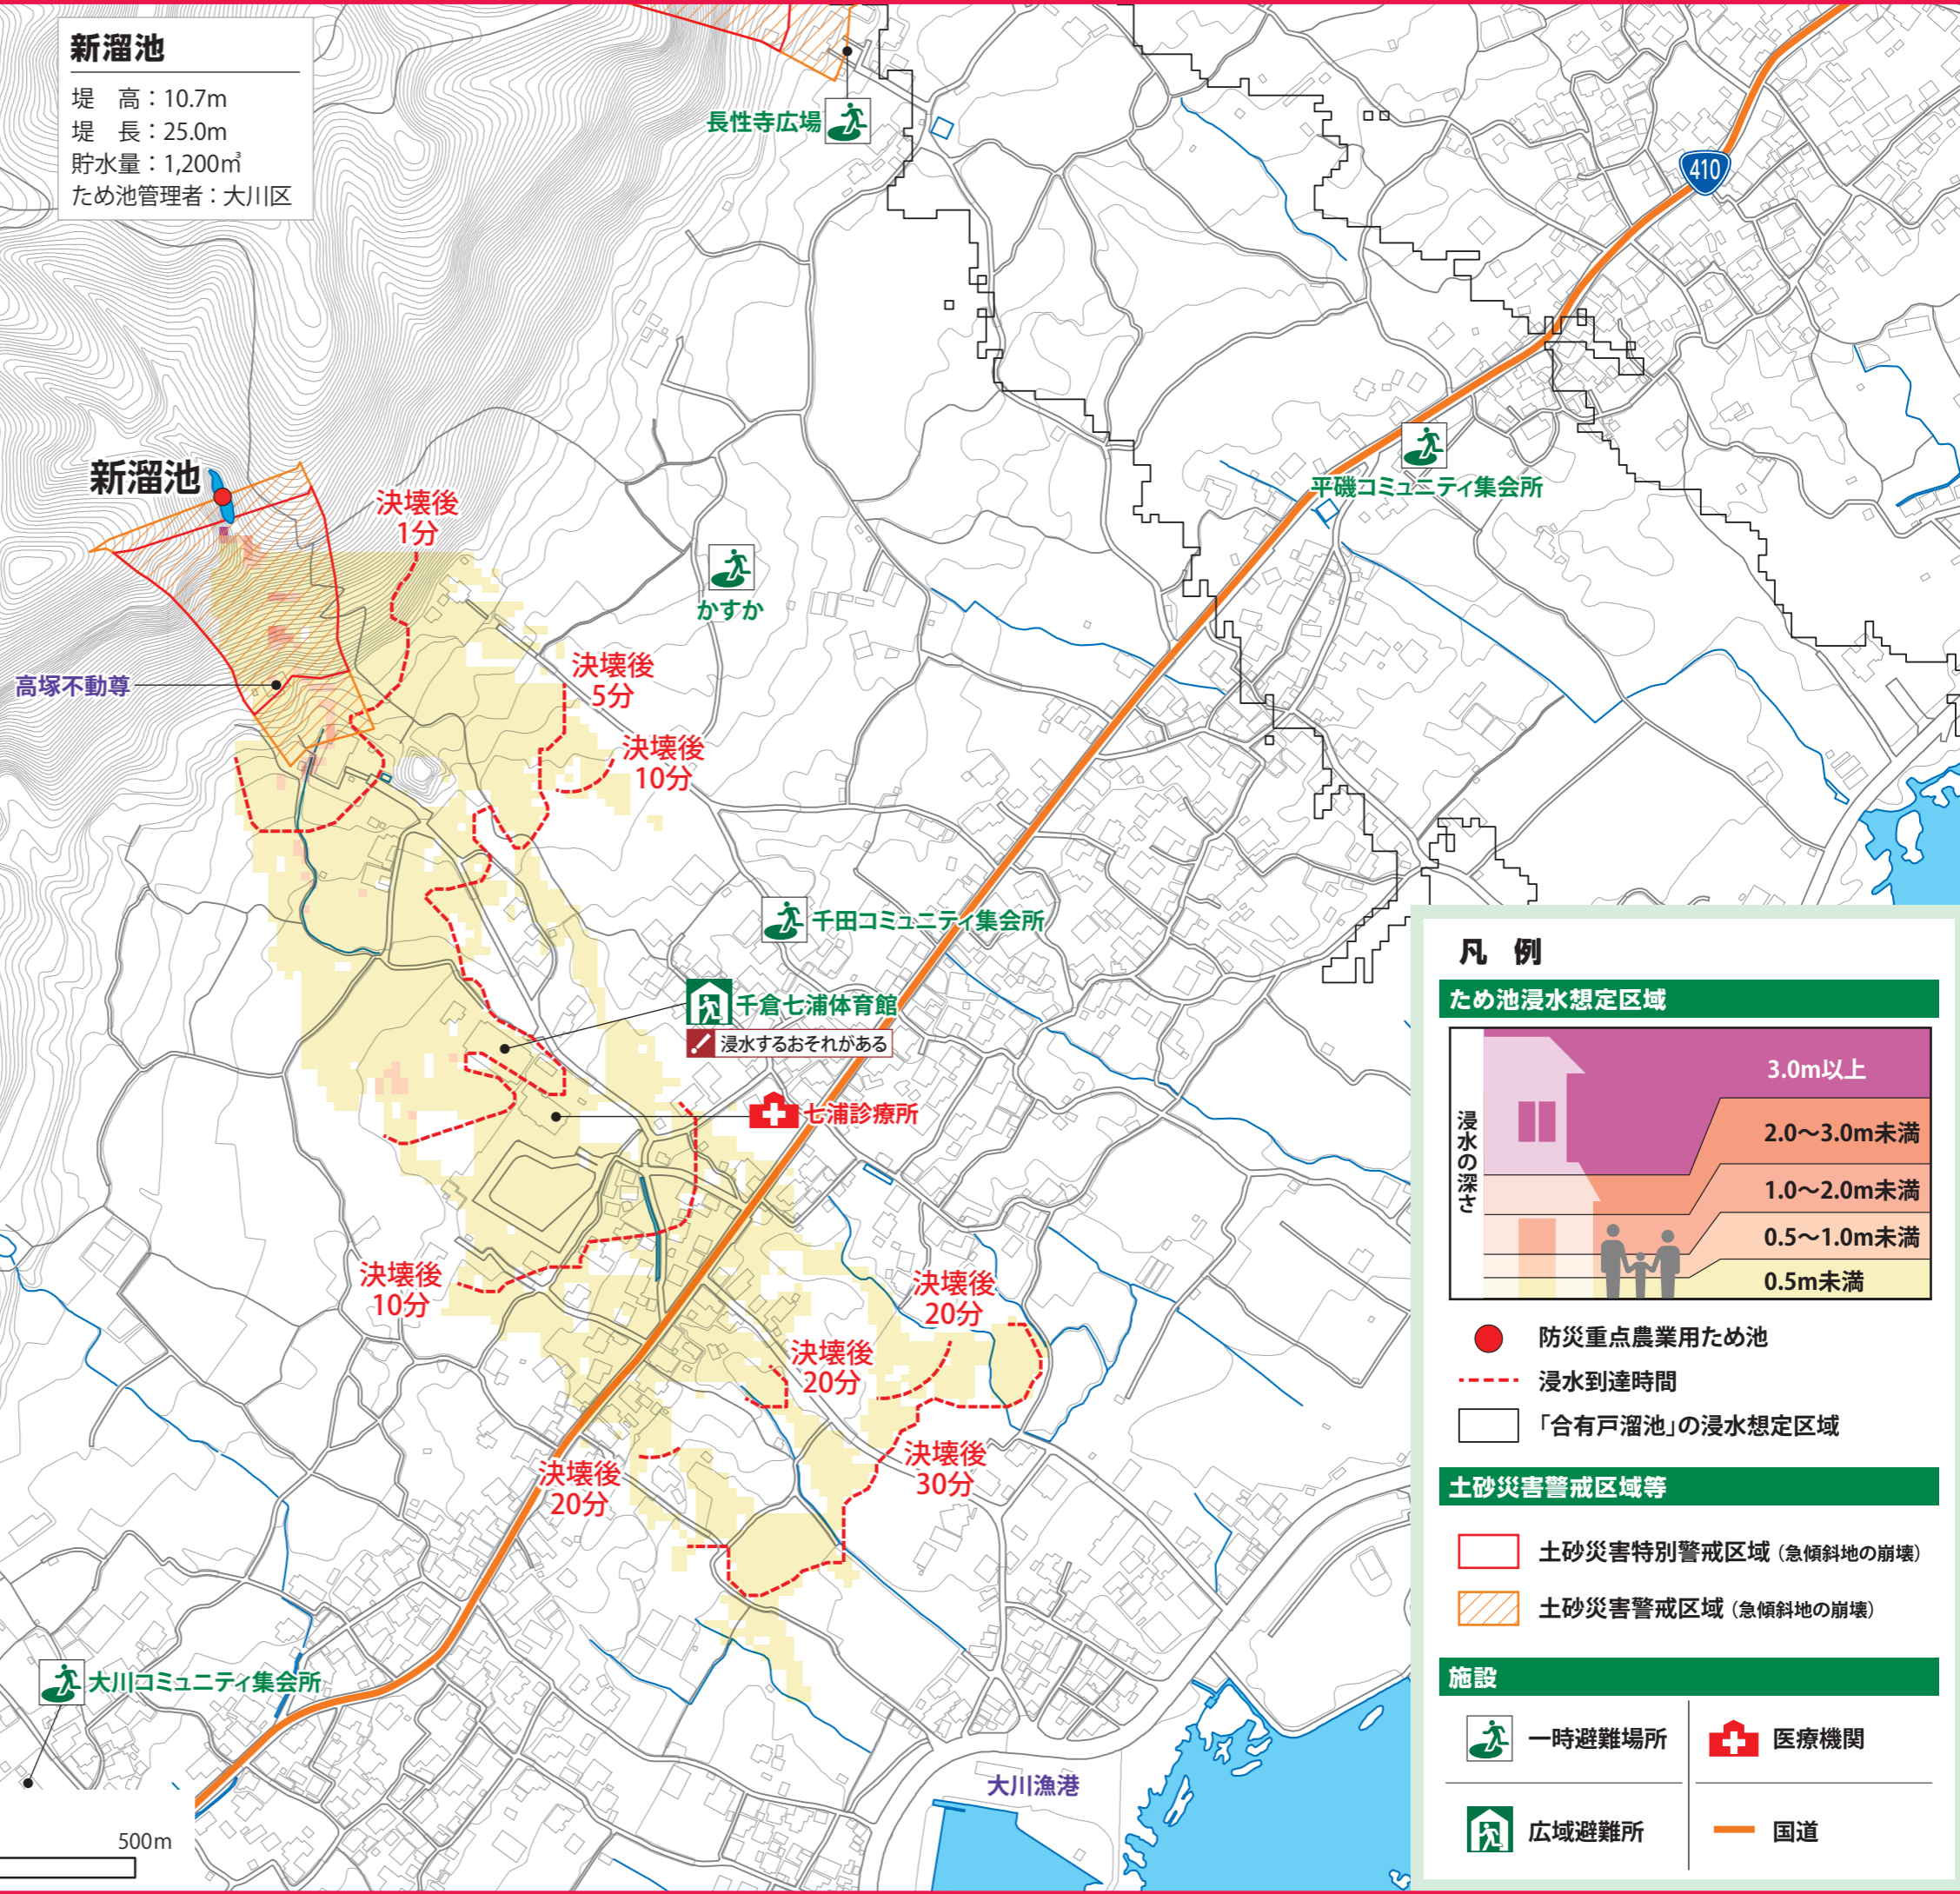 新溜池
堤　高：10.7m
堤　長：25.0m
貯水量：1,200㎥
ため池管理者：大川区
長性寺広場
410
平磯コミュニティ集会所
新溜池
決壊後
1分
かすか
高塚不動尊
決壊後
5分
決壊後
10分
千田コミュニティ集会所
千倉七浦体育館
浸水するおそれがある
七浦診療所
決壊後
10分
決壊後
20分
決壊後
20分
決壊後
20分
決壊後
30分
大川コミュニティ集会所
大川漁港
500m
凡 例
ため池浸水想定区域
浸水の深さ
3.0m以上
2.0～3.0m未満
1.0～2.0m未満
0.5～1.0m未満
0.5m未満
防災重点農業用ため池
浸水到達時間
「合有戸溜池」の浸水想定区域
土砂災害警戒区域等
土砂災害特別警戒区域（急傾斜地の崩壊）
土砂災害警戒区域（急傾斜地の崩壊）
施設
一時避難場所
医療機関
広域避難所
国道